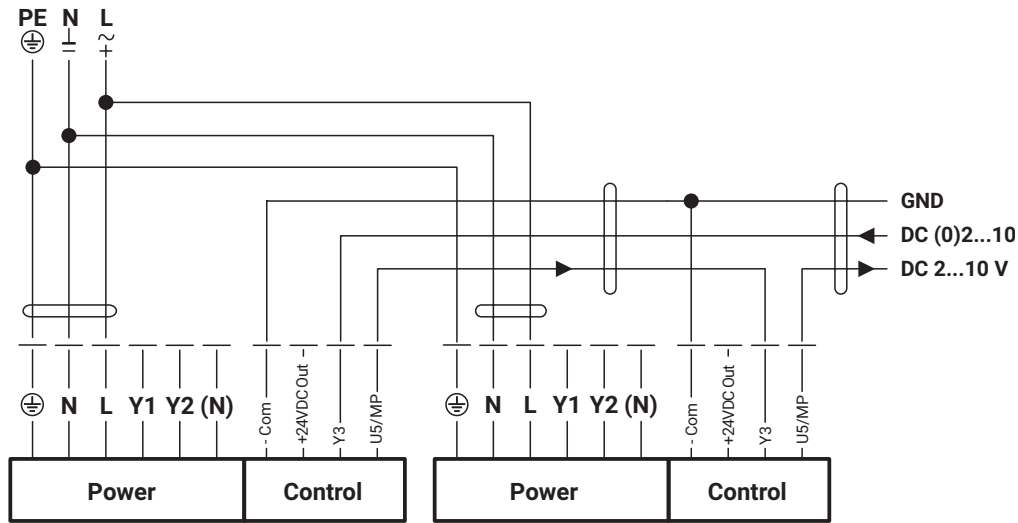 PE N L
GND
DC (0)2...10
DC 2...10 V
N L Y1 Y2 (N) - Com +24VDC Out Y3 U5/MP N L Y1 Y2 (N) - Com +24VDC Out Y3 U5/MP
Power Control Power Control